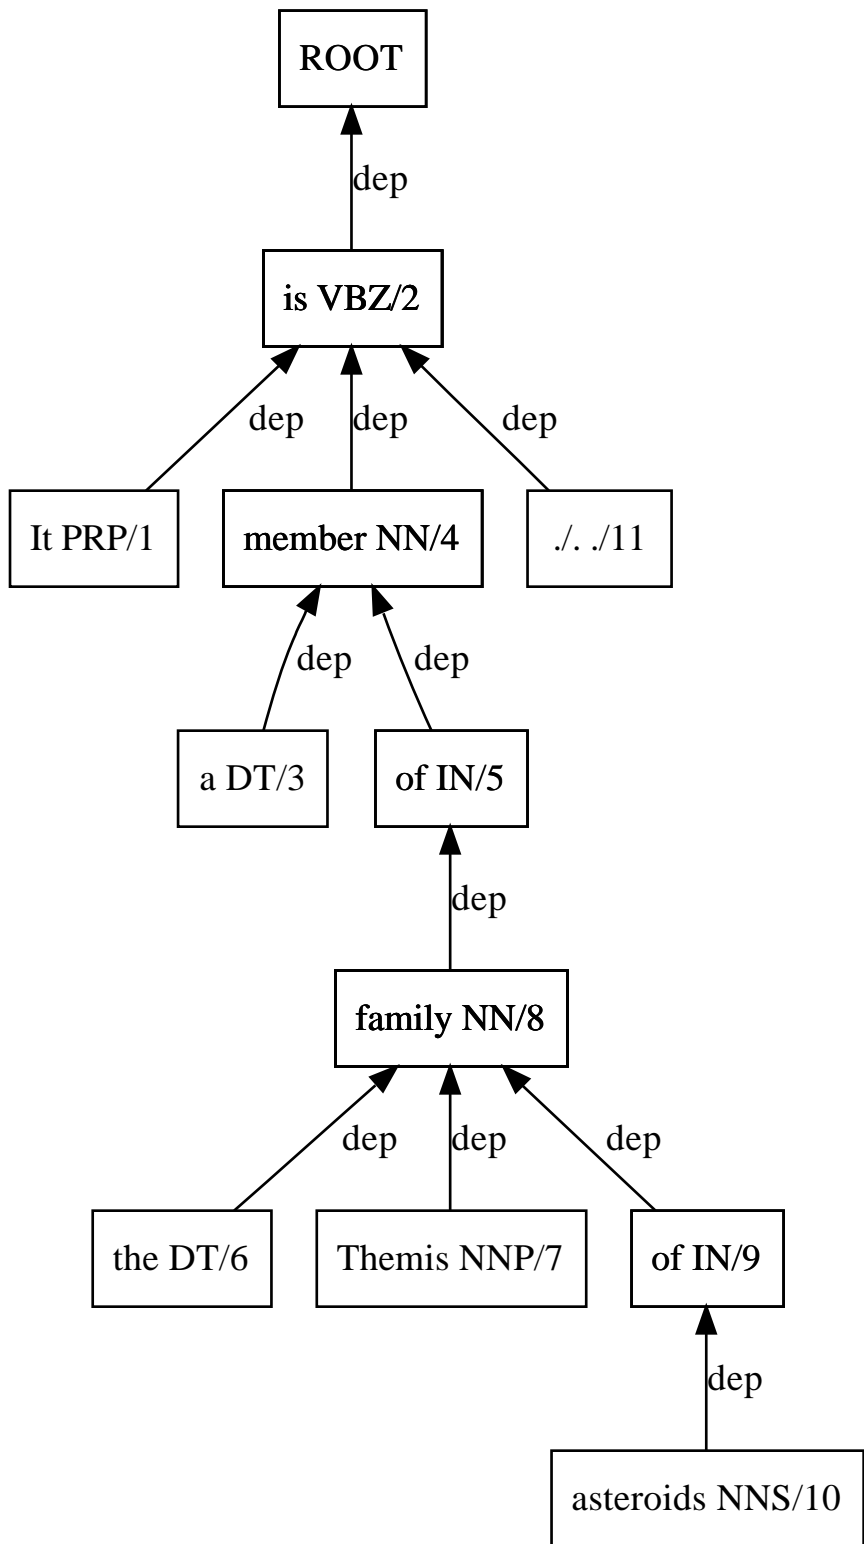 ROOT
dep
is VBZ/2
dep dep dep
It PRP/1 member NN/4 ./. ./11
dep dep
a DT/3 of IN/5
dep
family NN/8
dep dep dep
the DT/6 Themis NNP/7 of IN/9
dep
asteroids NNS/10